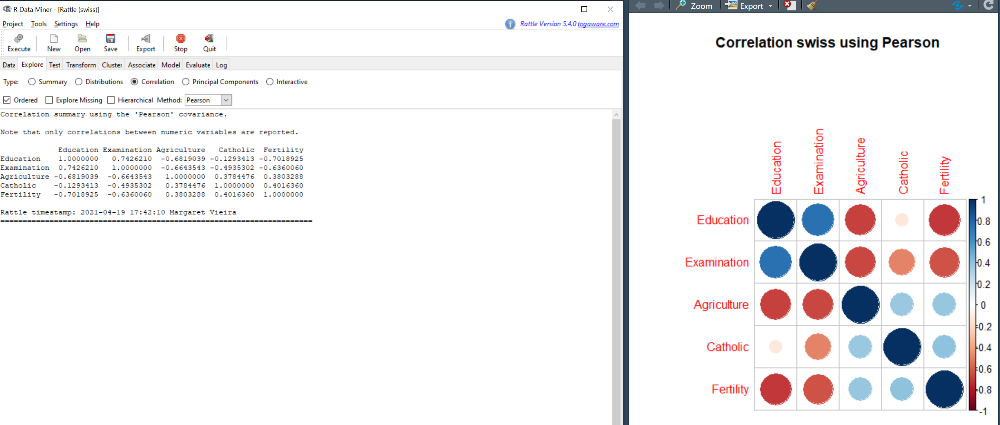 R Data Miner - [Rattle (swiss)]
Project Tools Settings Help
Rattle Version 5.4.0 togaware.com
Execute New Open Save Export Stop Quit
Data Explore Test Transform Cluster Associate Model Evaluate Log
Type: Summary Distributions Correlation Principal Components Interactive
Ordered Explore Missing Hierarchical Method: Pearson
Correlation summary using the 'Pearson' covariance.
Note that only correlations between numeric variables are reported.
Education Examination Agriculture Catholic Fertility
Education 1.0000000 0.7426210 -0.6819039 -0.1293413 -0.7018925
Examination 0.7426210 1.0000000 -0.6643543 -0.4935302 -0.6360060
Agriculture -0.6819039 -0.6643543 1.0000000 0.3784476 0.3803288
Catholic -0.1293413 -0.4935302 0.3784476 1.0000000 0.4016360
Fertility -0.7018925 -0.6360060 0.3803288 0.4016360 1.0000000
Rattle timestamp: 2021-04-19 17:42:10 Margaret Vieira
======================================================================
Zoom Export
Correlation swiss using Pearson
Education Examination Agriculture Catholic Fertility
Education
Examination
Agriculture
Catholic
Fertility
1
0.8
0.6
0.4
0.2
0
-0.2
-0.4
-0.6
-0.8
-1